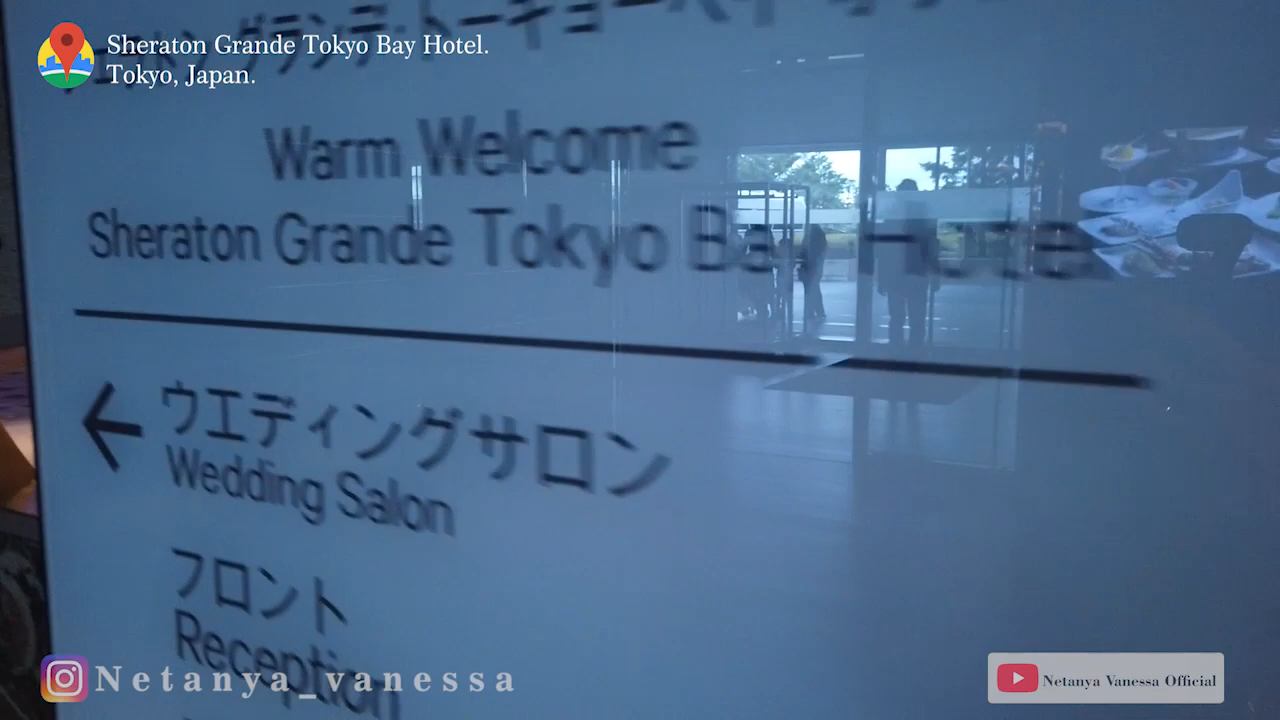 Sheraton Grande Tokyo Bay Hotel.
Tokyo, Japan.
Warm Welcome
Sheraton Grande Tokyo Bay Hotel
ウエディングサロン
Wedding Salon
フロント
Reception
Netanya_vanessa
Netanya Vanessa Official